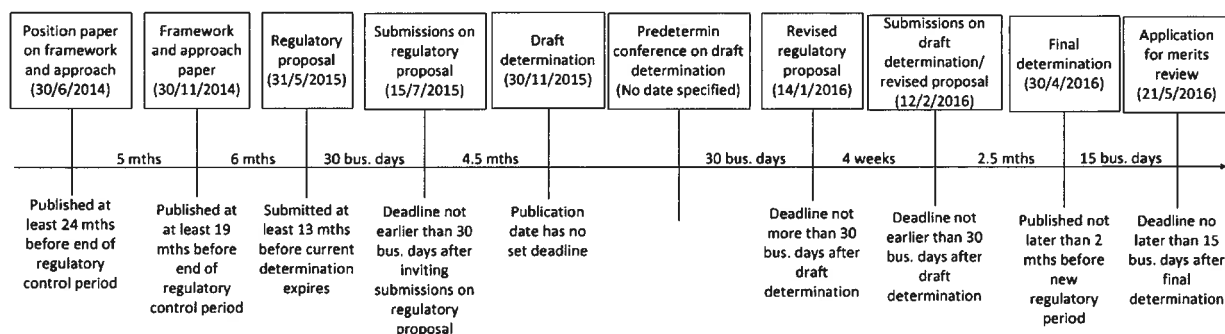 Position paper
on framework
and approach
(30/6/2014)
Framework
and approach
paper
(30/11/2014)
Regulatory
proposal
(31/5/2015)
Submissions on
regulatory
proposal
(15/7/2015)
Draft
determination
(30/11/2015)
Predetermin
conference on draft
determination
(No date specified)
Revised
regulatory
proposal
(14/1/2016)
Submissions on
draft
determination/
revised proposal
(12/2/2016)
Final
determination
(30/4/2016)
Application
for merits
review
(21/5/2016)
5 mths
6 mths
30 bus. days
4.5 mths
30 bus. days
4 weeks
2.5 mths
15 bus. days
Published at
least 24 mths
before end of
regulatory
control period
Published at
at least 19
mths before
end of
regulatory
control period
Submitted at
least 13 mths
before current
determination
expires
Deadline not
earlier than 30
bus. days after
inviting
submissions on
regulatory
proposal
Publication
date has no
set deadline
Deadline not
more than 30
bus. days after
draft
determination
Deadline not
earlier than 30
bus. days after
draft
determination
Published not
later than 2
mths before
new
regulatory
period
Deadline no
later than 15
bus. days after
final
determination